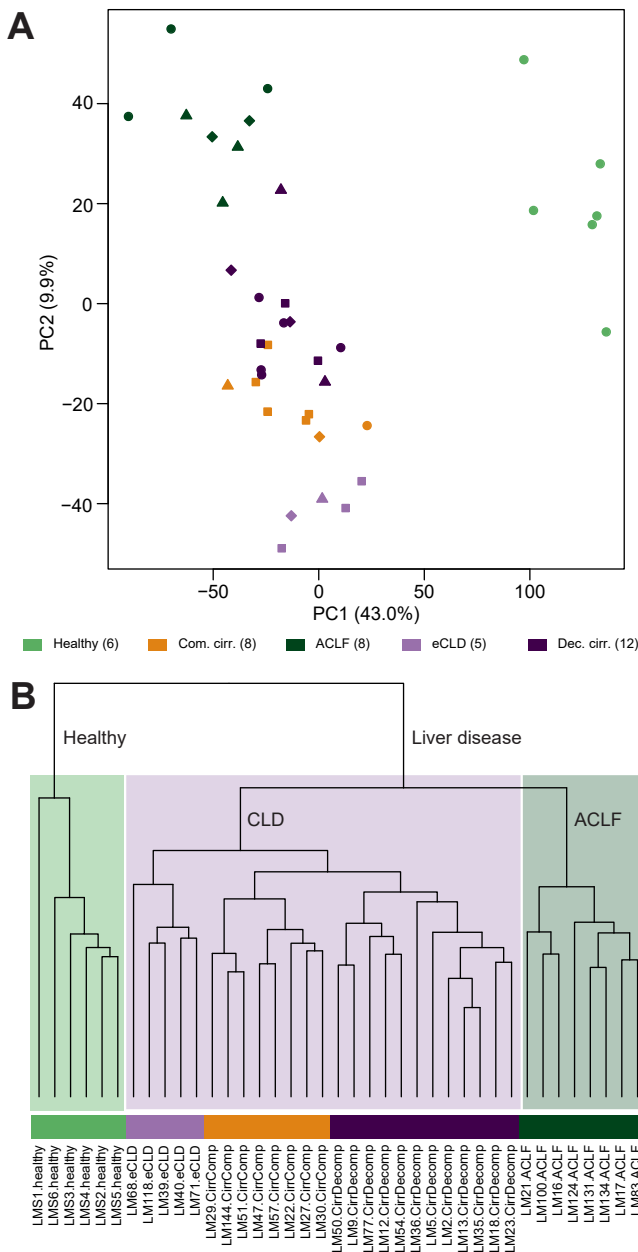 A
40
20
0
−20
−40
PC2 (9.9%)
−50
0
50
100
PC1 (43.0%)
Healthy (6)
Com. cirr. (8)
ACLF (8)
eCLD (5)
Dec. cirr. (12)
B
Healthy
Liver disease
CLD
ACLF
LMS1.healthy
LMS6.healthy
LMS3.healthy
LMS4.healthy
LMS2.healthy
LMS5.healthy
LM68.eCLD
LM118.eCLD
LM39.eCLD
LM40.eCLD
LM71.eCLD
LM29.CirrComp
LM144.CirrComp
LM51.CirrComp
LM47.CirrComp
LM57.CirrComp
LM22.CirrComp
LM27.CirrComp
LM30.CirrComp
LM50.CirrDecomp
LM9.CirrDecomp
LM77.CirrDecomp
LM12.CirrDecomp
LM54.CirrDecomp
LM36.CirrDecomp
LM5.CirrDecomp
LM2.CirrDecomp
LM13.CirrDecomp
LM35.CirrDecomp
LM18.CirrDecomp
LM23.CirrDecomp
LM21.ACLF
LM100.ACLF
LM16.ACLF
LM124.ACLF
LM131.ACLF
LM134.ACLF
LM17.ACLF
LM83.ACLF